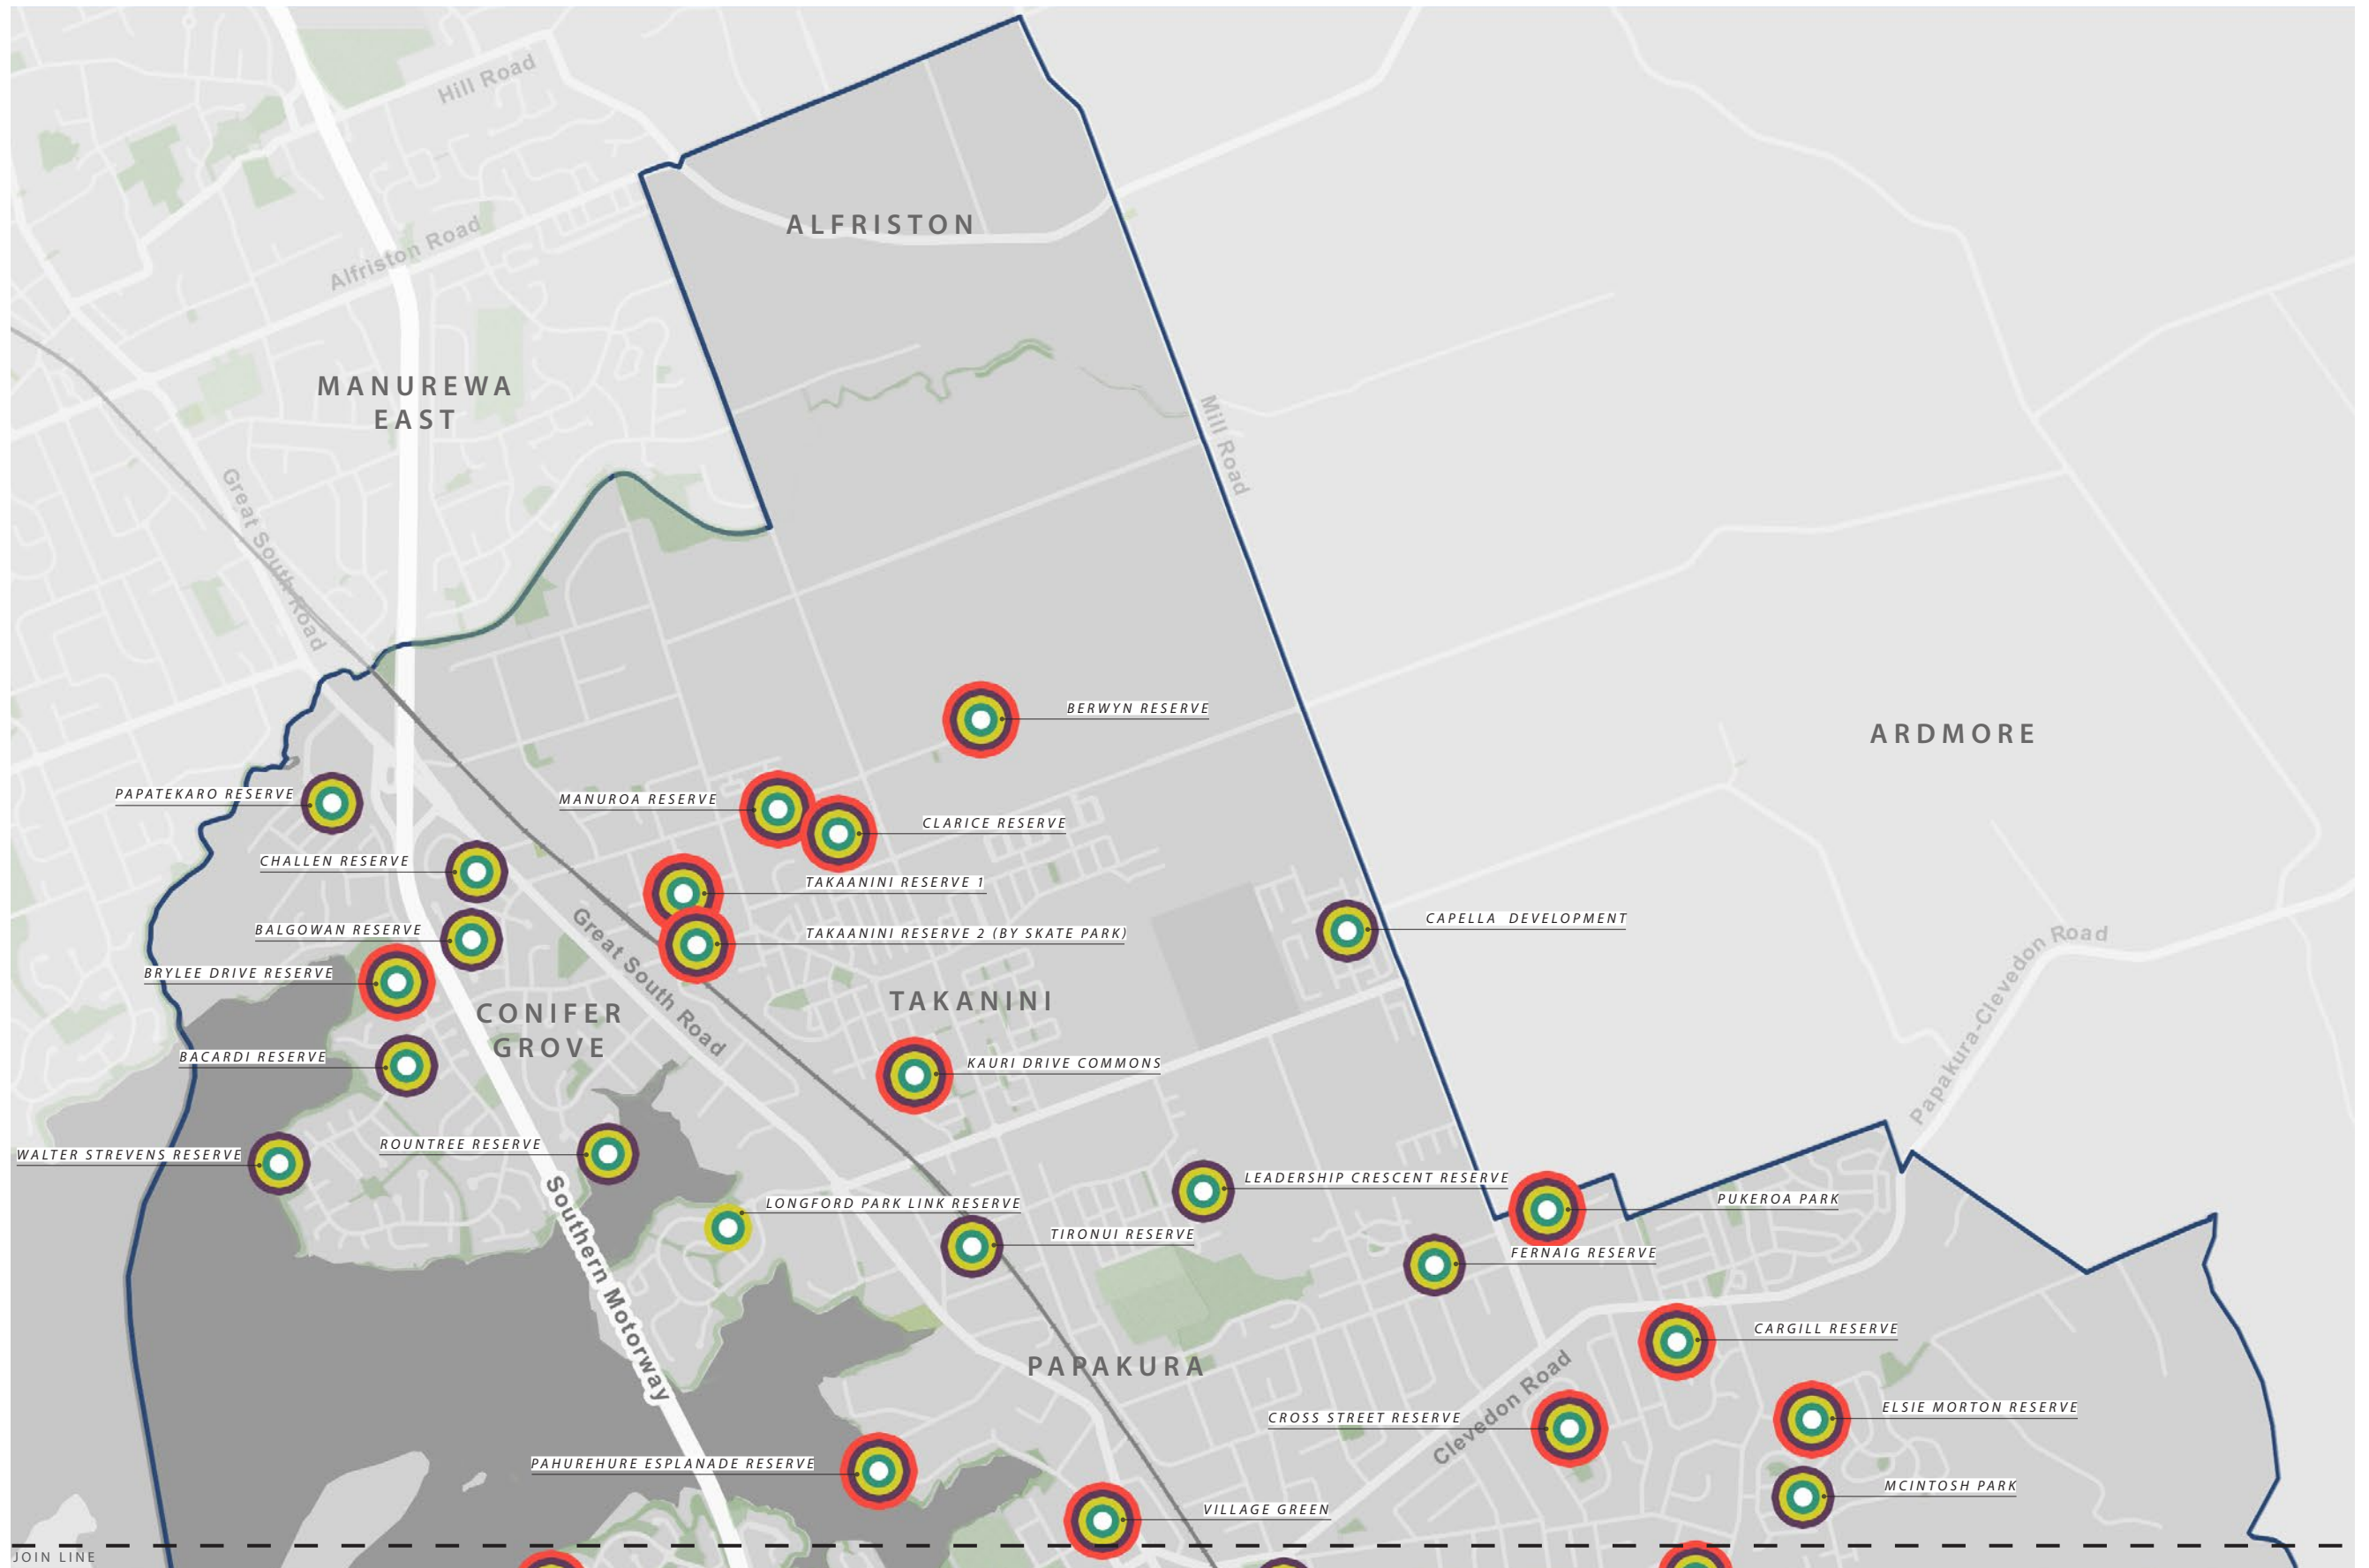 Hill Road
ALFRISTON
Alfriston Road
MANUREWA
EAST
Mill Road
Great South Road
BERWYN RESERVE
ARDMORE
PAPATEKARO RESERVE
MANUROA RESERVE
CLARICE RESERVE
CHALLEN RESERVE
TAKAANINI RESERVE 1
CAPELLA DEVELOPMENT
BALGOWAN RESERVE
TAKAANINI RESERVE 2 (BY SKATE PARK)
Great South Road
BRYLEE DRIVE RESERVE
Papakura-Clevedon Road
CONIFER
GROVE
TAKANINI
BACARDI RESERVE
KAURI DRIVE COMMONS
ROUNTREE RESERVE
WALTER STREVENS RESERVE
LEADERSHIP CRESCENT RESERVE
PUKEROA PARK
LONGFORD PARK LINK RESERVE
TIRONUI RESERVE
FERNAIG RESERVE
Southern Motorway
CARGILL RESERVE
PAPAKURA
CROSS STREET RESERVE
Clevedon Road
ELSIE MORTON RESERVE
PAHUREHURE ESPLANADE RESERVE
MCINTOSH PARK
VILLAGE GREEN
JOIN LINE